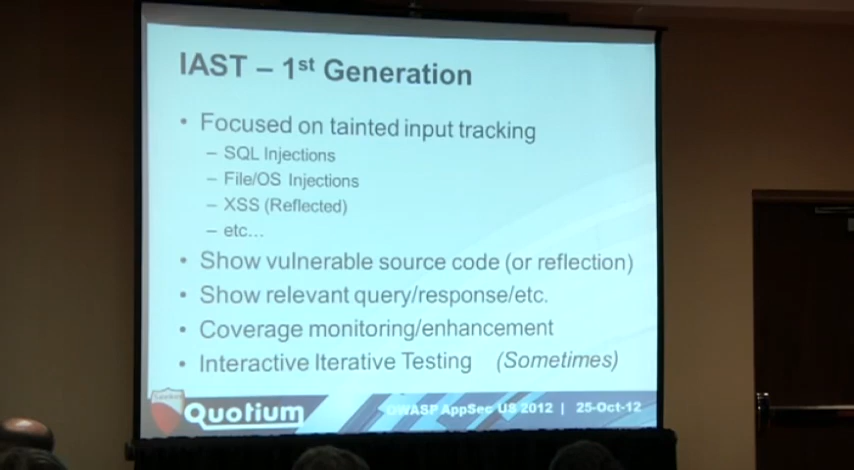 IAST – 1st Generation
• Focused on tainted input tracking
– SQL Injections
– File/OS Injections
– XSS (Reflected)
– etc...
• Show vulnerable source code (or reflection)
• Show relevant query/response/etc.
• Coverage monitoring/enhancement
• Interactive Iterative Testing (Sometimes)
Quotium
OWASP AppSec US 2012 | 25-Oct-12